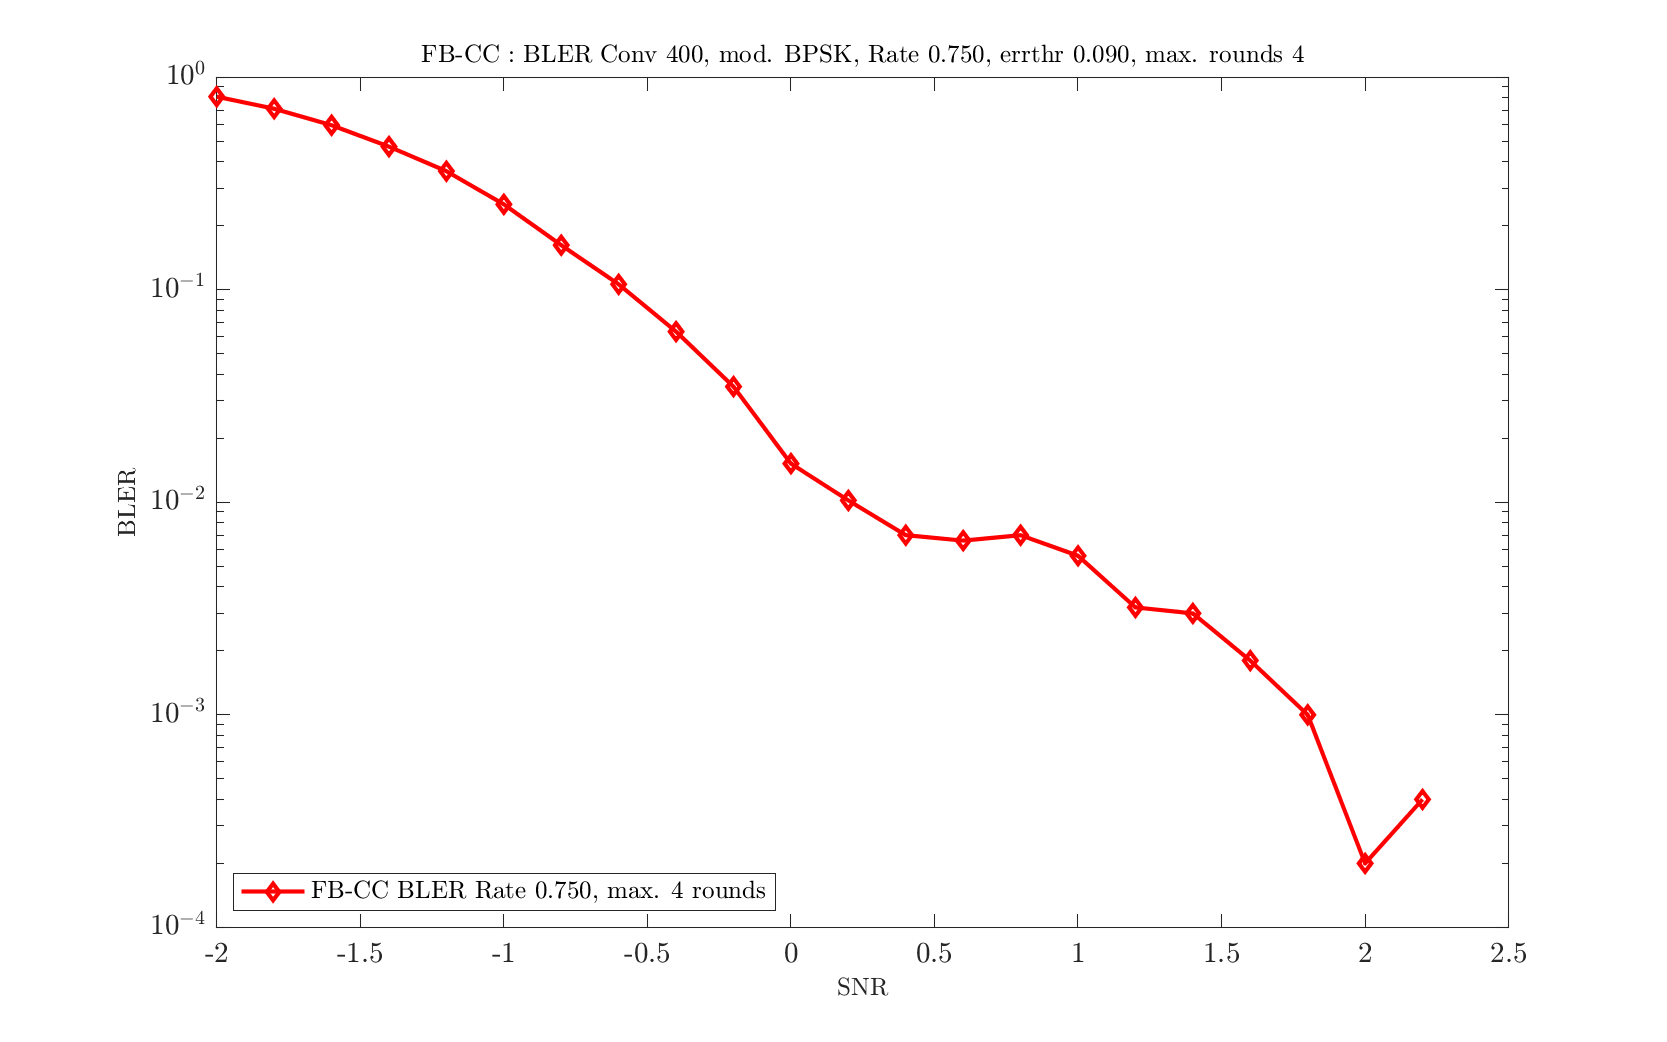 FB-CC : BLER Conv 400, mod. BPSK, Rate 0.750, errthr 0.090, max. rounds 4
10^0
10^-1
10^-2
10^-3
10^-4
BLER
FB-CC BLER Rate 0.750, max. 4 rounds
-2 -1.5 -1 -0.5 0 0.5 1 1.5 2 2.5
SNR